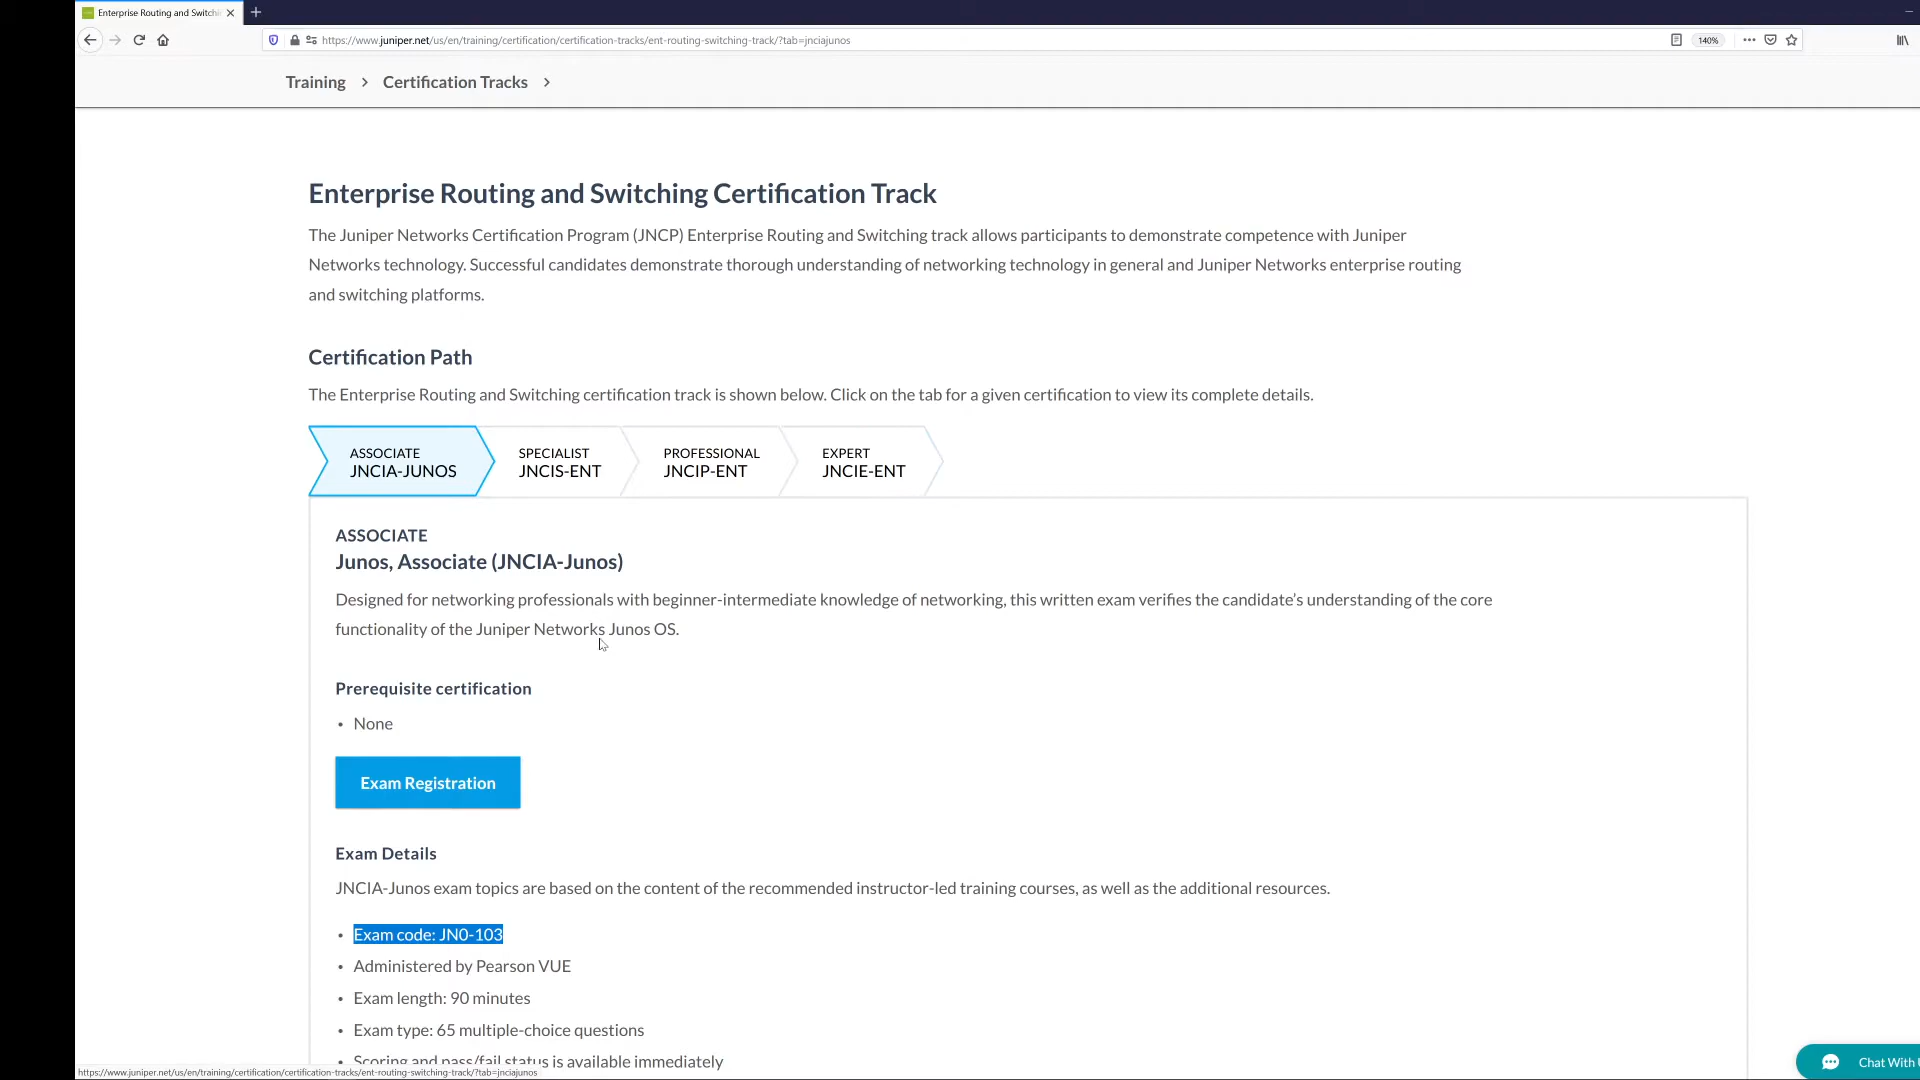 Enterprise Routing and Switchi
https://www.juniper.net/us/en/training/certification/certification-tracks/ent-routing-switching-track/?tab=jnciajunos
140%
Training > Certification Tracks >
Enterprise Routing and Switching Certification Track
The Juniper Networks Certification Program (JNCP) Enterprise Routing and Switching track allows participants to demonstrate competence with Juniper
Networks technology. Successful candidates demonstrate thorough understanding of networking technology in general and Juniper Networks enterprise routing
and switching platforms.
Certification Path
The Enterprise Routing and Switching certification track is shown below. Click on the tab for a given certification to view its complete details.
ASSOCIATE
JNCIA-JUNOS
SPECIALIST
JNCIS-ENT
PROFESSIONAL
JNCIP-ENT
EXPERT
JNCIE-ENT
ASSOCIATE
Junos, Associate (JNCIA-Junos)
Designed for networking professionals with beginner-intermediate knowledge of networking, this written exam verifies the candidate's understanding of the core
functionality of the Juniper Networks Junos OS.
Prerequisite certification
• None
Exam Registration
Exam Details
JNCIA-Junos exam topics are based on the content of the recommended instructor-led training courses, as well as the additional resources.
• Exam code: JN0-103
• Administered by Pearson VUE
• Exam length: 90 minutes
• Exam type: 65 multiple-choice questions
• Scoring and pass/fail status is available immediately
Chat With
https://www.juniper.net/us/en/training/certification/certification-tracks/ent-routing-switching-track/?tab=jnciajunos